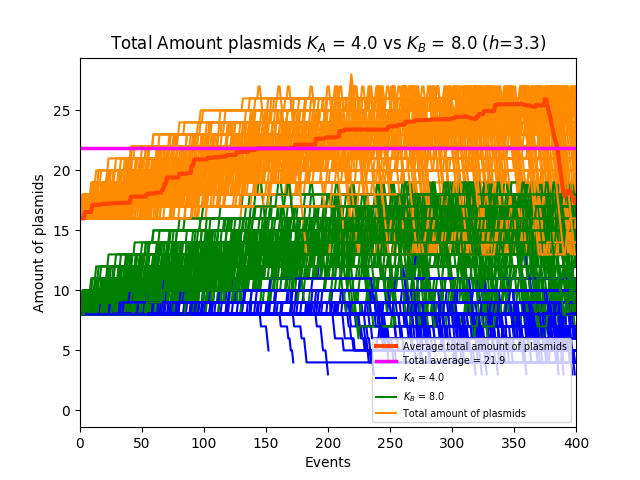 Total Amount plasmids K_A = 4.0 vs K_B = 8.0 (h=3.3)
25
20
15
10
5
0
Amount of plasmids
0 50 100 150 200 250 300 350 400
Events
Average total amount of plasmids
Total average = 21.9
K_A = 4.0
K_B = 8.0
Total amount of plasmids